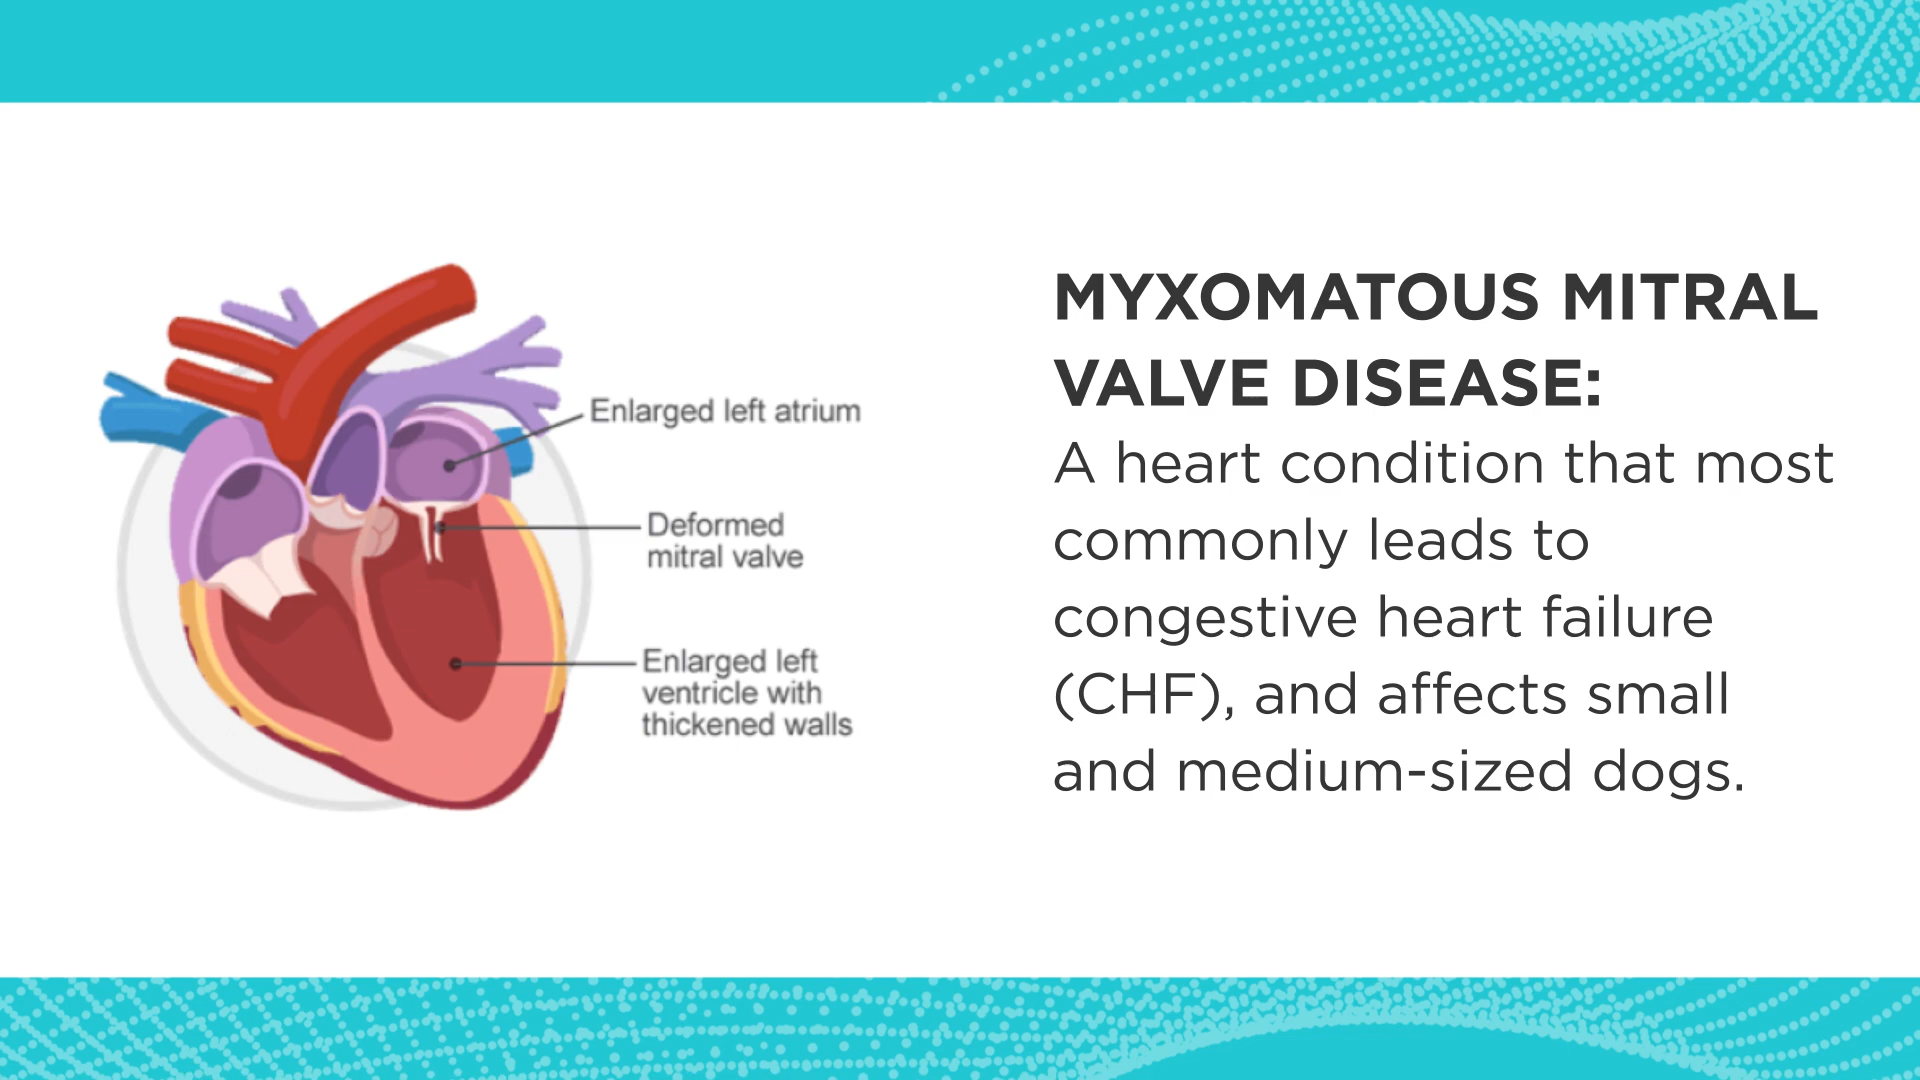 Enlarged left atrium
Deformed
mitral valve
Enlarged left
ventricle with
thickened walls
MYXOMATOUS MITRAL
VALVE DISEASE:
A heart condition that most
commonly leads to
congestive heart failure
(CHF), and affects small
and medium-sized dogs.